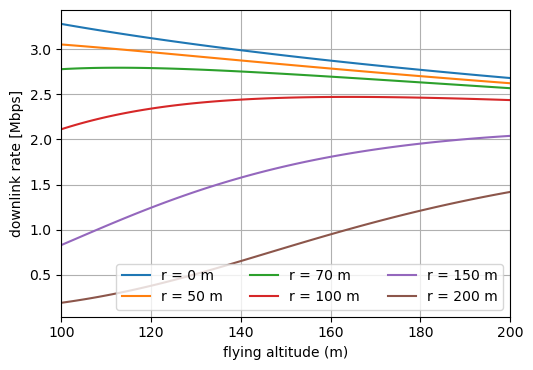 3.0
2.5
2.0
1.5
1.0
0.5
downlink rate [Mbps]
r = 0 m r = 70 m r = 150 m
r = 50 m r = 100 m r = 200 m
100 120 140 160 180 200
flying altitude (m)